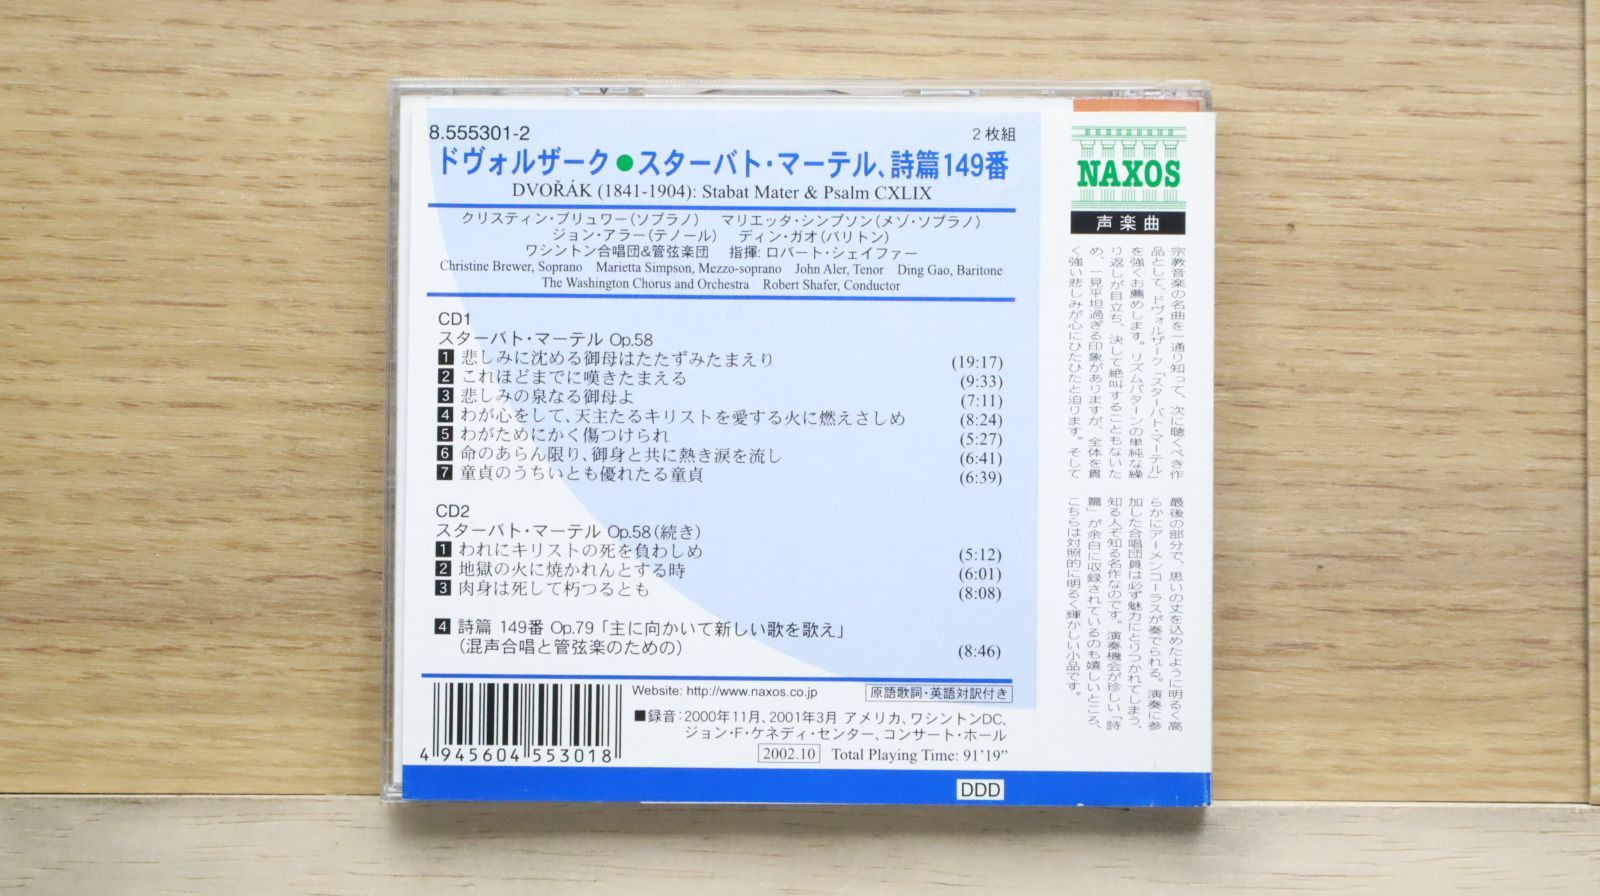 8.555301-2
2枚組
ドヴォルザーク●スターバト・マーテル、詩篇149番
DVOŘÁK (1841-1904): Stabat Mater & Psalm CXLIX
クリスティン・ブリュワー(ソプラノ) マリエッタ・シンプソン(メゾ・ソプラノ)
ジョン・アラー(テノール) ディン・ガオ(バリトン)
ワシントン合唱団&管弦楽団 指揮: ロバート・シェイファー
Christine Brewer, Soprano Marietta Simpson, Mezzo-soprano John Aler, Tenor Ding Gao, Baritone
The Washington Chorus and Orchestra Robert Shafer, Conductor
CD1
スターバト・マーテル Op.58
1 悲しみに沈める御母はたたずみたまえり (19:17)
2 これほどまでに嘆きたまえる (9:33)
3 悲しみの泉なる御母よ (7:11)
4 わが心をして、天主たるキリストを愛する火に燃えさしめ (8:24)
5 わがためにかく傷つけられ (5:27)
6 命のあらん限り、御身と共に熱き涙を流し (6:41)
7 童貞のうちいとも優れたる童貞 (6:39)
CD2
スターバト・マーテル Op.58(続き)
1 われにキリストの死を負わしめ (5:12)
2 地獄の火に焼かれんとする時 (6:01)
3 肉身は死して朽つるとも (8:08)
4 詩篇 149番 Op.79「主に向かいて新しい歌を歌え」
(混声合唱と管弦楽のための) (8:46)
Website: http://www.naxos.co.jp
原語歌詞・英語対訳付き
■録音：2000年11月、2001年3月 アメリカ、ワシントンDC、
ジョン・F・ケネディ・センター、コンサート・ホール
2002.10 Total Playing Time: 91'19"
4 945604 553018
DDD
NAXOS
声楽曲
宗教音楽の名曲を一通り知って、次に聴くべき作
品として、ドヴォルザーク「スターバト・マーテル」
を強くお薦めします。リズムパターンの単純な繰
り返しが目立ち、決して絶叫することもないた
め、一見平坦過ぎる印象がありますが、全体を貫
く強い悲しみが心にひたひたと迫ります。そして
最後の部分で、思いの丈を込めたように明るく高
らかにアーメンコーラスが奏でられる。演奏に参
加した合唱団員は必ず魅力にとりつかれてしまう、
知る人ぞ知る名作なのです。演奏機会が珍しい「詩
篇」が余白に収録されているのも嬉しいところ、
こちらは対照的に明るく輝かしい小品です。